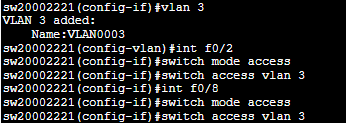 sw20002221(config-if)#vlan 3
VLAN 3 added:
Name:VLAN0003
sw20002221(config-vlan)#int f0/2
sw20002221(config-if)#switch mode access
sw20002221(config-if)#switch access vlan 3
sw20002221(config-if)#int f0/8
sw20002221(config-if)#switch mode access
sw20002221(config-if)#switch access vlan 3